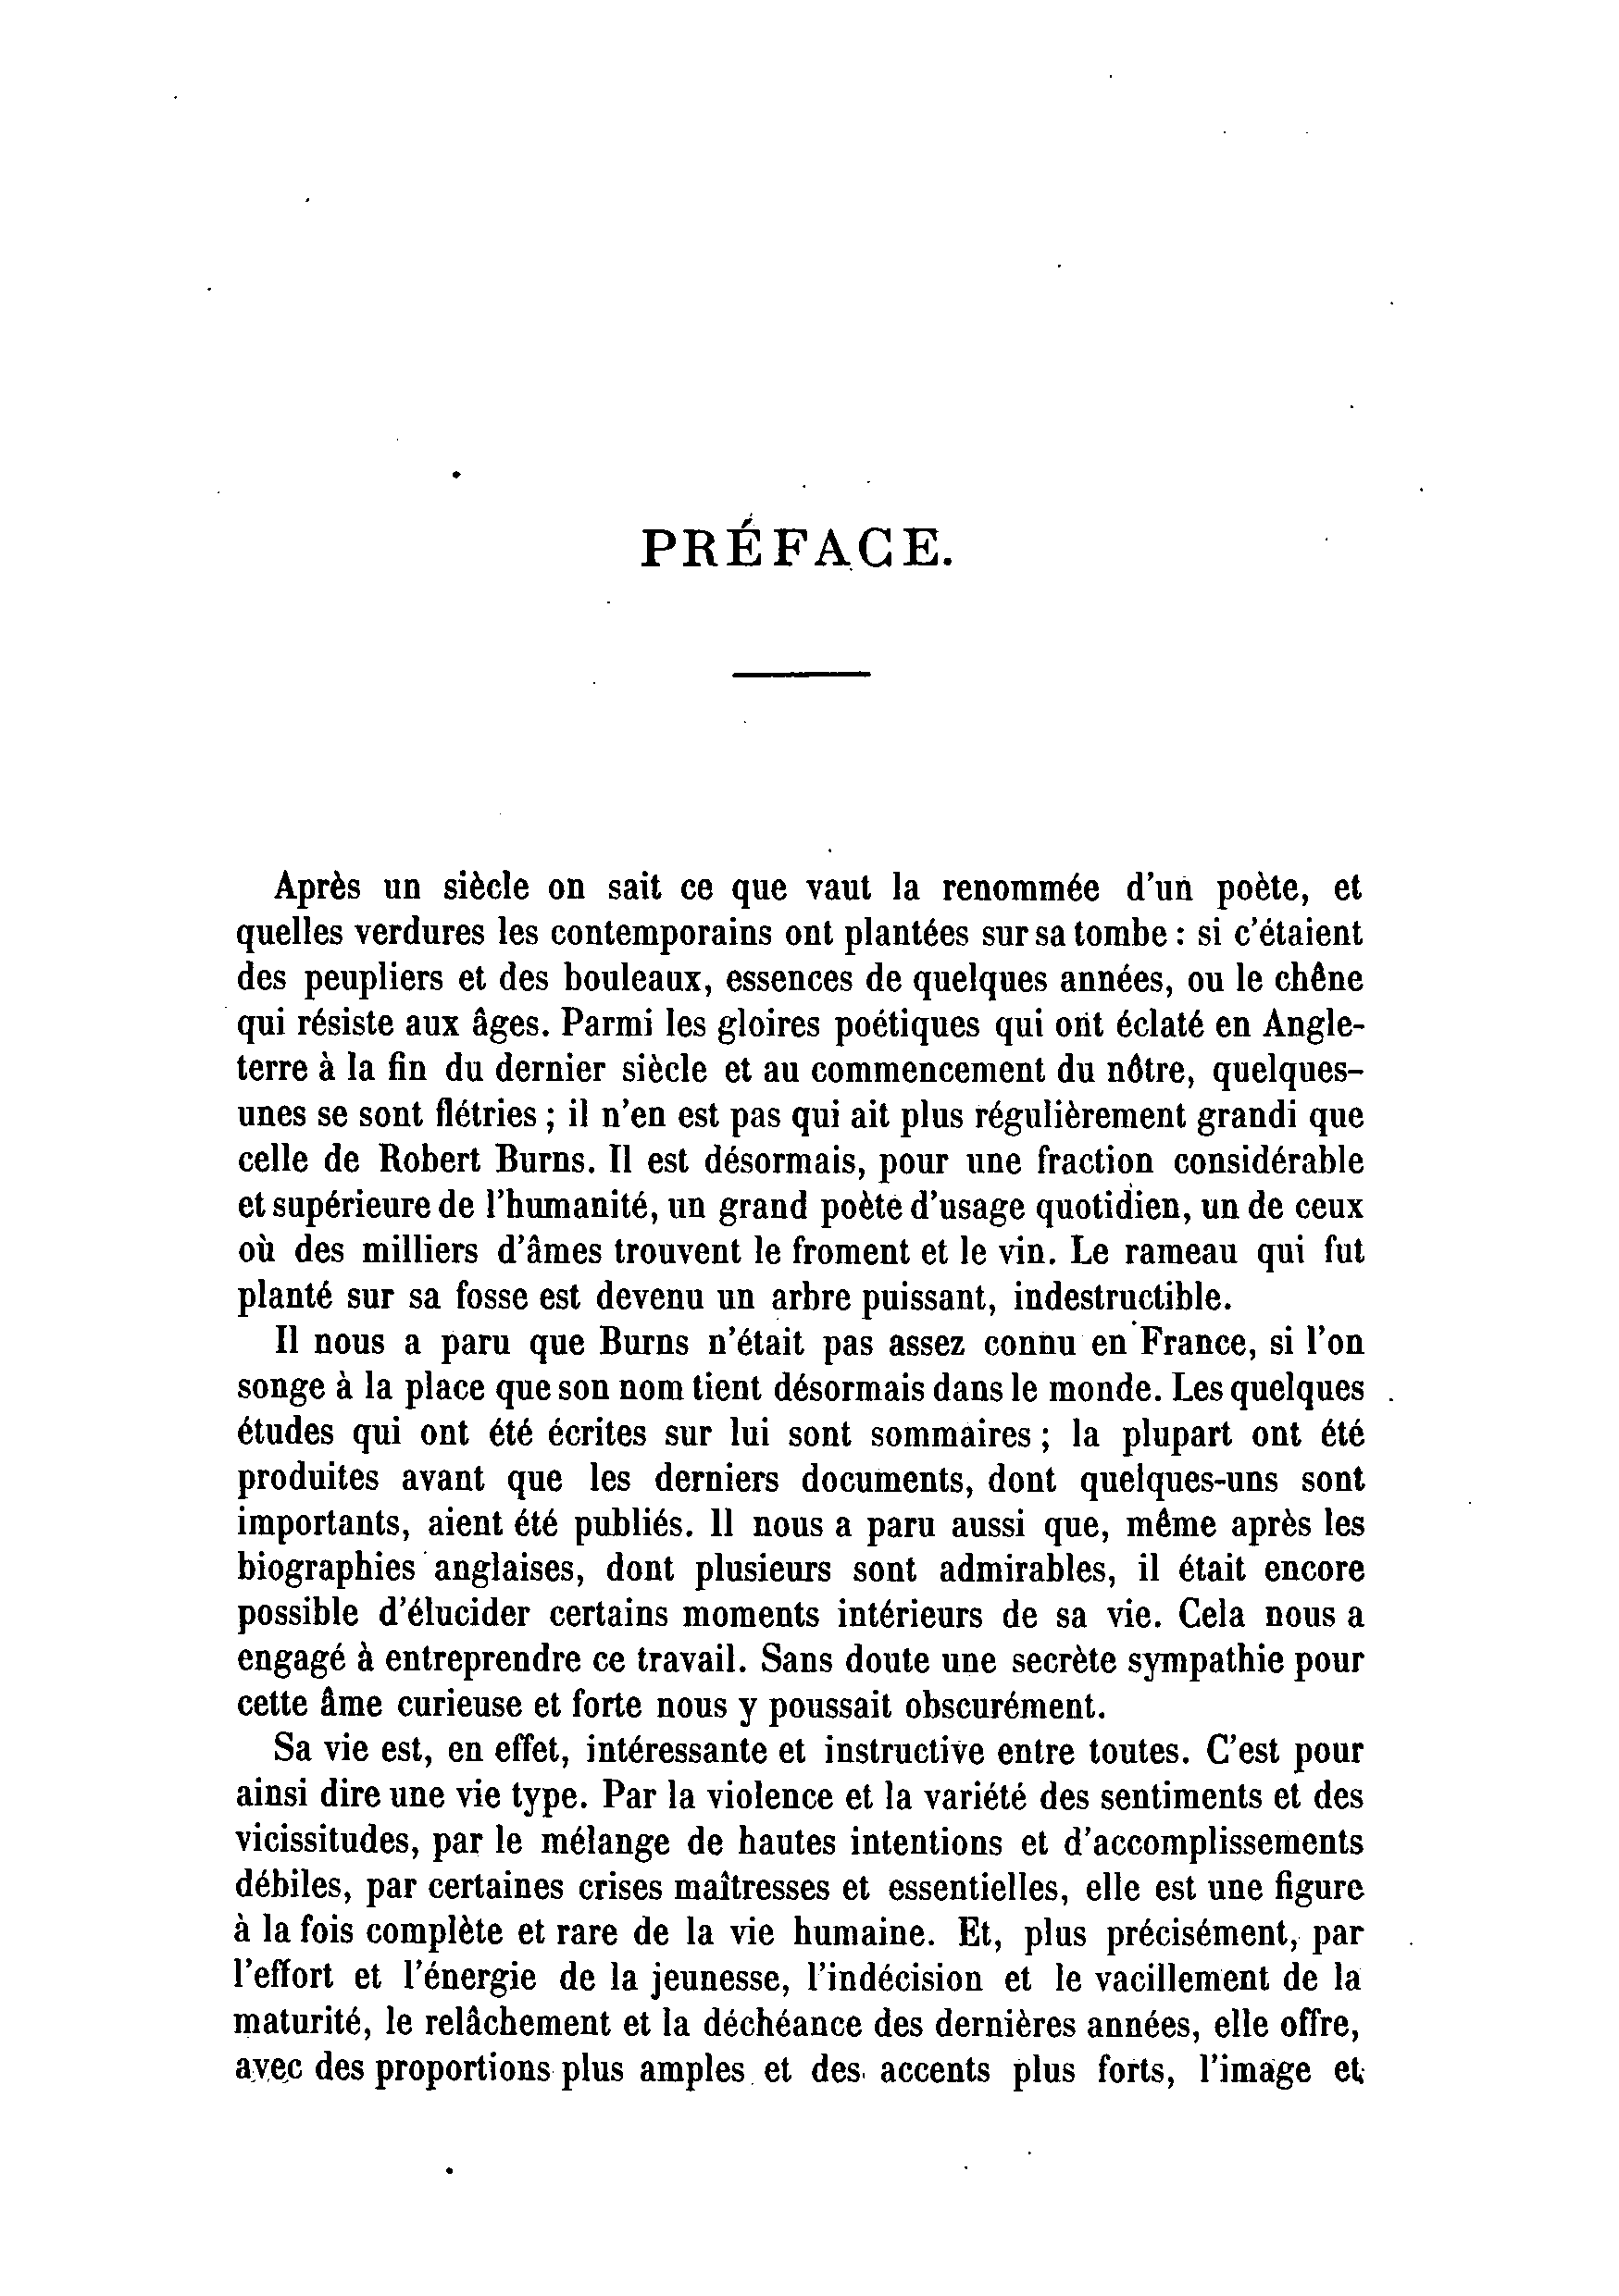 PRÉFACE.
Après un siècle on sait ce que vaut la renommée d'un poète, et
quelles verdures les contemporains ont plantées sur sa tombe : si c'étaient
des peupliers et des bouleaux, essences de quelques années, ou le chêne
qui résiste aux âges. Parmi les gloires poétiques qui ont éclaté en Angle-
terre à la fin du dernier siècle et au commencement du nôtre, quelques-
unes se sont flétries ; il n'en est pas qui ait plus régulièrement grandi que
celle de Robert Burns. Il est désormais, pour une fraction considérable
et supérieure de l'humanité, un grand poète d'usage quotidien, un de ceux
où des milliers d'âmes trouvent le froment et le vin. Le rameau qui fut
planté sur sa fosse est devenu un arbre puissant, indestructible.
Il nous a paru que Burns n'était pas assez connu en France, si l'on
songe à la place que son nom tient désormais dans le monde. Les quelques
études qui ont été écrites sur lui sont sommaires ; la plupart ont été
produites avant que les derniers documents, dont quelques-uns sont
importants, aient été publiés. Il nous a paru aussi que, même après les
biographies anglaises, dont plusieurs sont admirables, il était encore
possible d'élucider certains moments intérieurs de sa vie. Cela nous a
engagé à entreprendre ce travail. Sans doute une secrète sympathie pour
cette âme curieuse et forte nous y poussait obscurément.
Sa vie est, en effet, intéressante et instructive entre toutes. C'est pour
ainsi dire une vie type. Par la violence et la variété des sentiments et des
vicissitudes, par le mélange de hautes intentions et d'accomplissements
débiles, par certaines crises maîtresses et essentielles, elle est une figure
à la fois complète et rare de la vie humaine. Et, plus précisément, par
l'effort et l'énergie de la jeunesse, l'indécision et le vacillement de la
maturité, le relâchement et la déchéance des dernières années, elle offre,
avec des proportions plus amples et des accents plus forts, l'image et